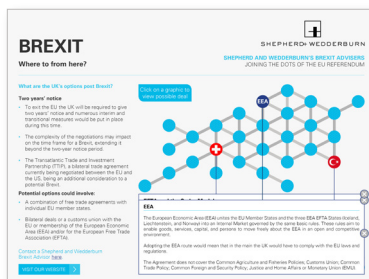 BREXIT
Where to from here?
SHEPHERD+ WEDDERBURN
SHEPHERD AND WEDDERBURN'S BREXIT ADVISERS
JOINING THE DOTS OF THE EU REFERENDUM
What are the UK's options post Brexit?
Two years' notice
- To exit the EU the UK will be required to give
two years' notice and numerous interim and
transitional measures would be put in place
during this time.
- The complexity of the negotiations may impact
on the time frame for a Brexit, extending it
beyond the two-year notice period.
- The Transatlantic Trade and Investment
Partnership (TTIP), a bilateral trade agreement
currently being negotiated between the EU and
the US, being an additional consideration to a
potential Brexit.
Potential options could involve:
- A combination of free trade agreements with
individual EU member states.
- Bilateral deals or a customs union with the
EU or membership of the European Economic
Area (EEA) and/or the European Free Trade
Association (EFTA).
Contact a Shepherd and Wedderburn
Brexit Advisor here.
VISIT OUR WEBSITE
Click on a graphic to
view possible deal
EEA
EEA
The European Economic Area (EEA) unites the EU Member States and the three EEA EFTA States (Iceland,
Liechtenstein, and Norway) into an Internal Market governed by the same basic rules. These rules aim to
enable goods, services, capital, and persons to move freely about the EEA in an open and competitive
environment.
Adopting the EEA route would mean that in the main the UK would have to comply with the EU laws and
regulations.
The Agreement does not cover the Common Agriculture and Fisheries Policies; Customs Union; Common
Trade Policy; Common Foreign and Security Policy; Justice and Home Affairs or Monetary Union (EMU).